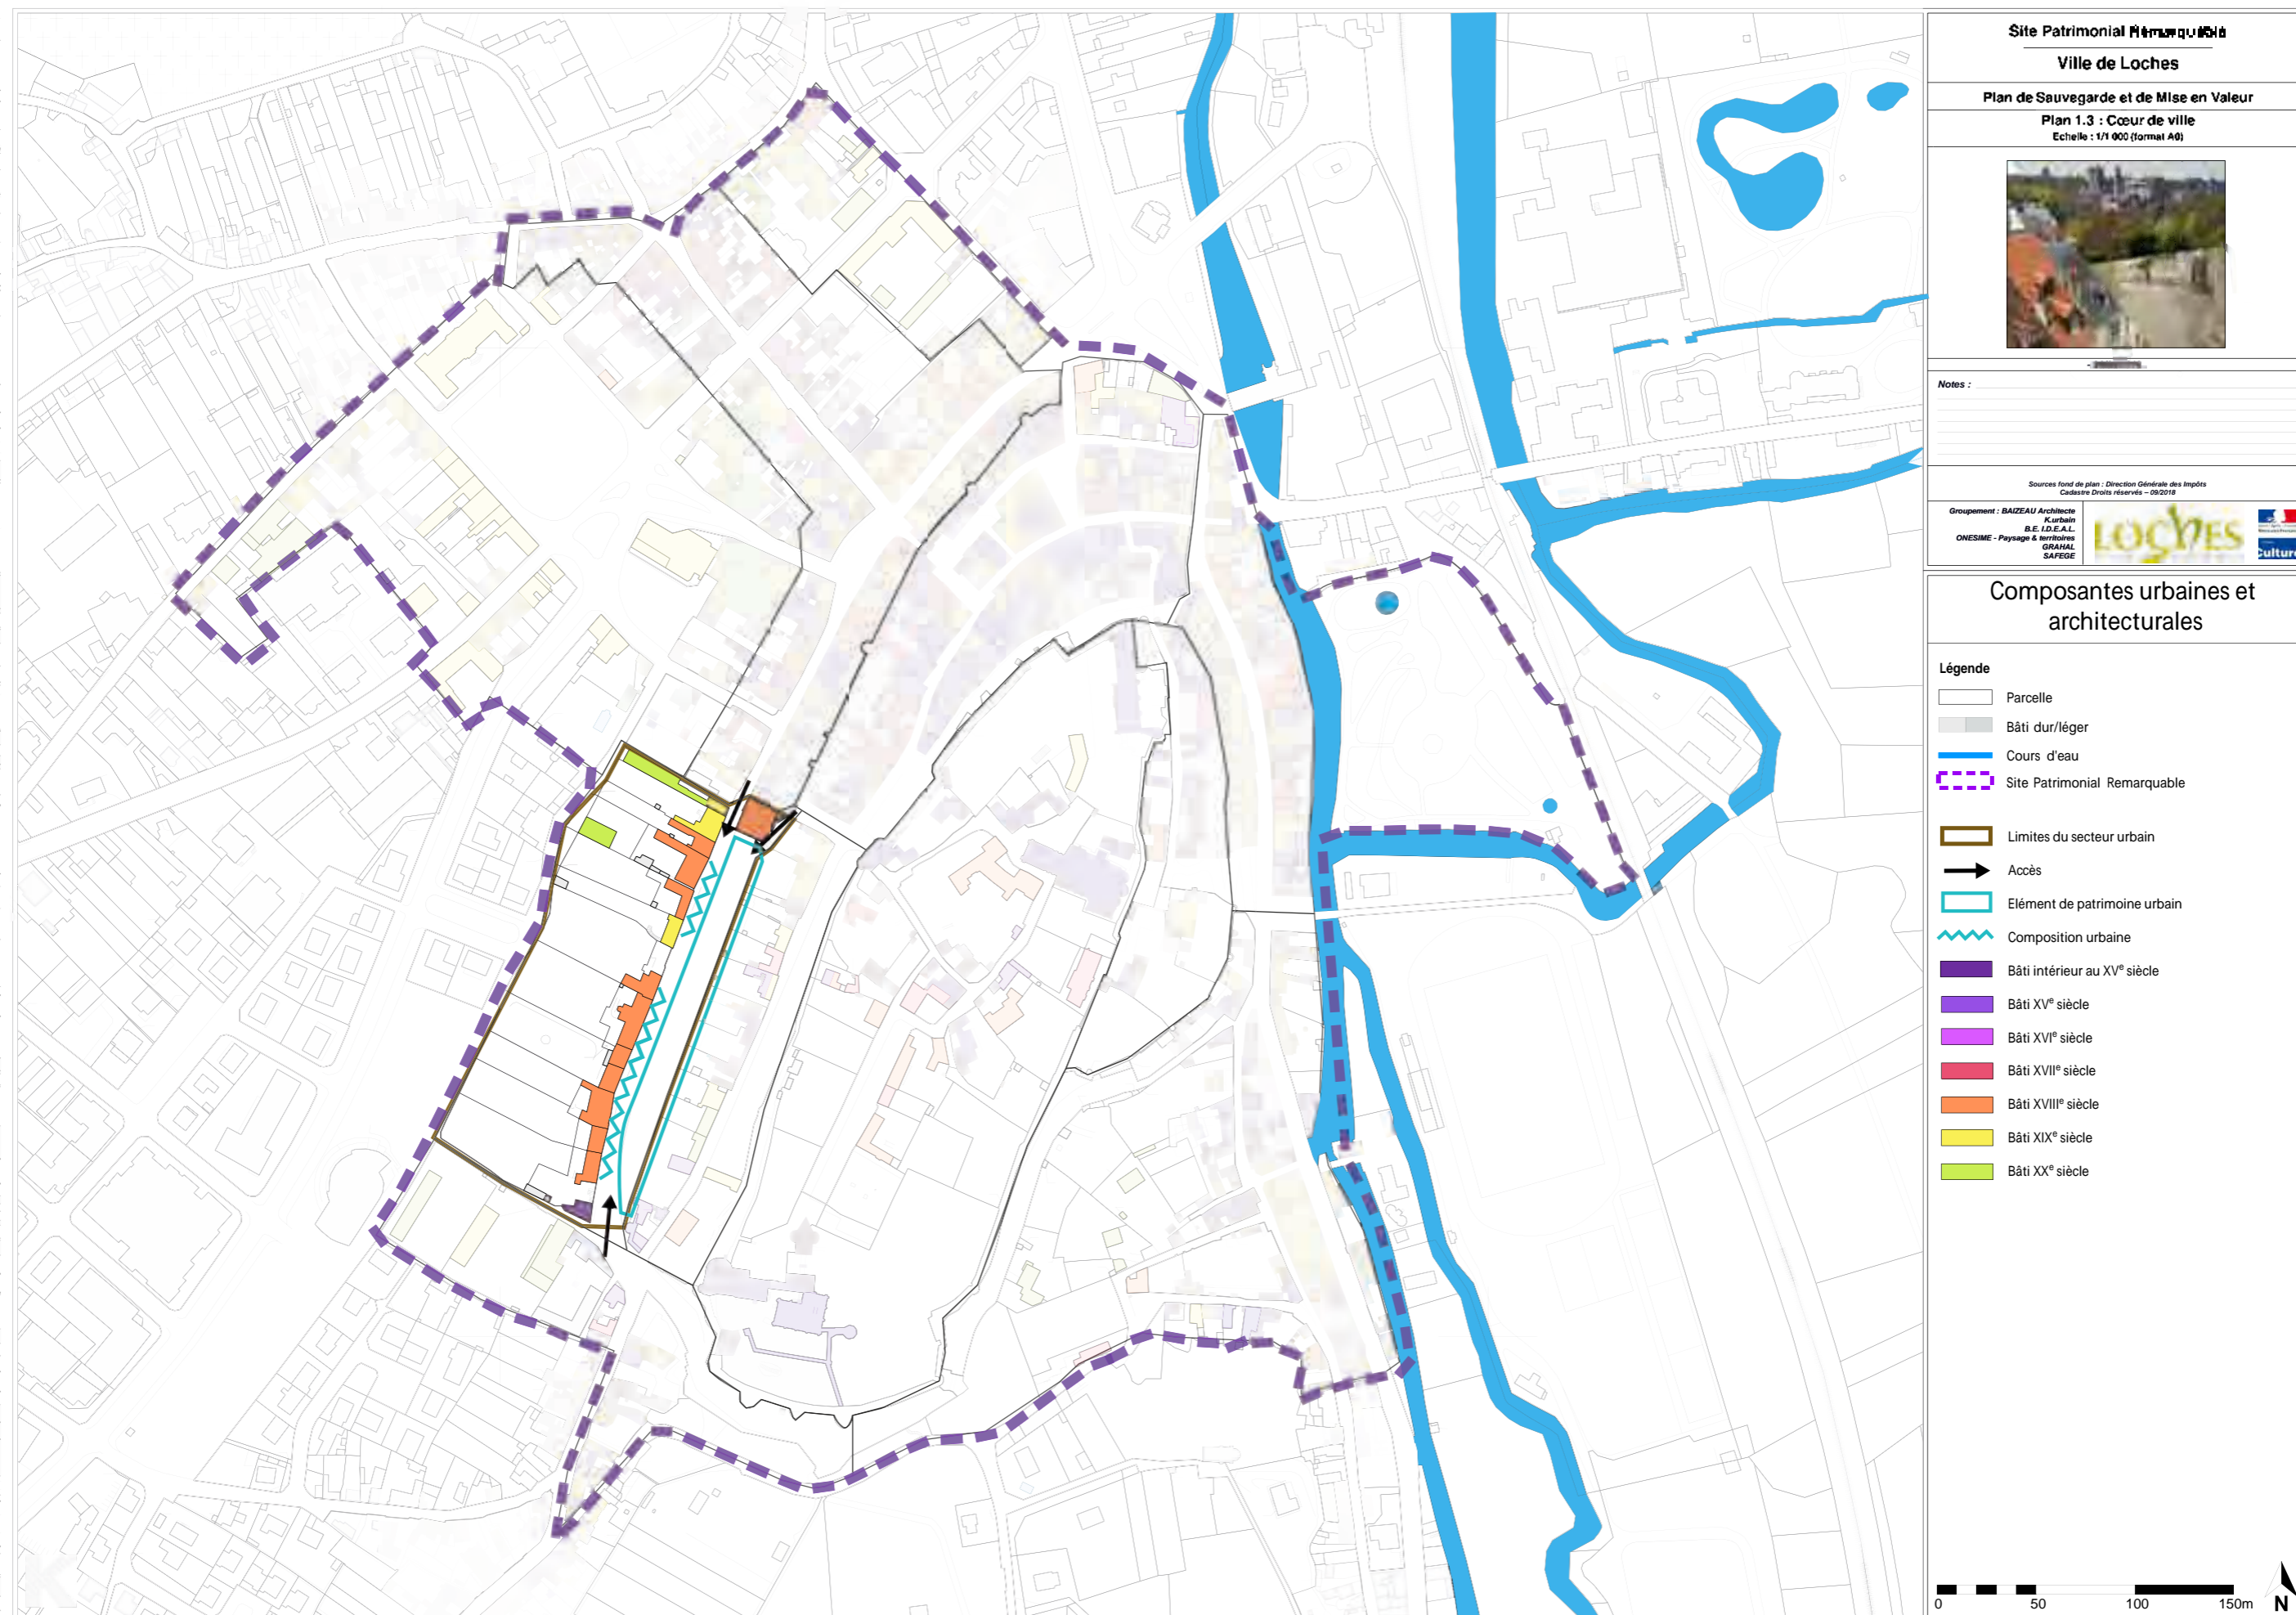 Site Patrimonial Remarquable
Ville de Loches
Plan de Sauvegarde et de Mise en Valeur
Plan 1.3 : Cœur de ville
Echelle : 1/1 000 (format A0)
Notes :
Sources fond de plan : Direction Générale des Impôts
Cadastre Droits réservés – 09/2018
Groupement : BAIZEAU Architecte
K.urbain
B.E. I.D.E.A.L.
ONESIME - Paysage & territoires
GRAHAL
SAFEGE
LOCHES
Culture
Composantes urbaines et
architecturales
Légende
Parcelle
Bâti dur/léger
Cours d'eau
Site Patrimonial Remarquable
Limites du secteur urbain
Accès
Elément de patrimoine urbain
Composition urbaine
Bâti intérieur au XVe siècle
Bâti XVe siècle
Bâti XVIe siècle
Bâti XVIIe siècle
Bâti XVIIIe siècle
Bâti XIXe siècle
Bâti XXe siècle
0 50 100 150m
N